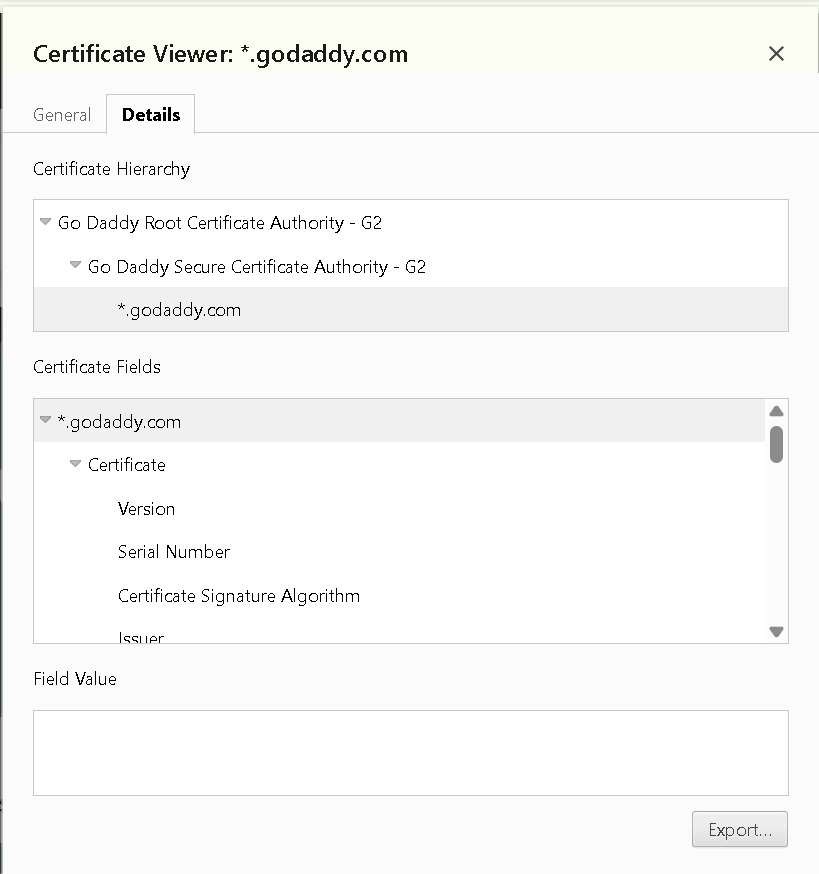 Certificate Viewer: *.godaddy.com
General
Details
Certificate Hierarchy
Go Daddy Root Certificate Authority - G2
Go Daddy Secure Certificate Authority - G2
*.godaddy.com
Certificate Fields
*.godaddy.com
Certificate
Version
Serial Number
Certificate Signature Algorithm
Issuer
Field Value
Export...